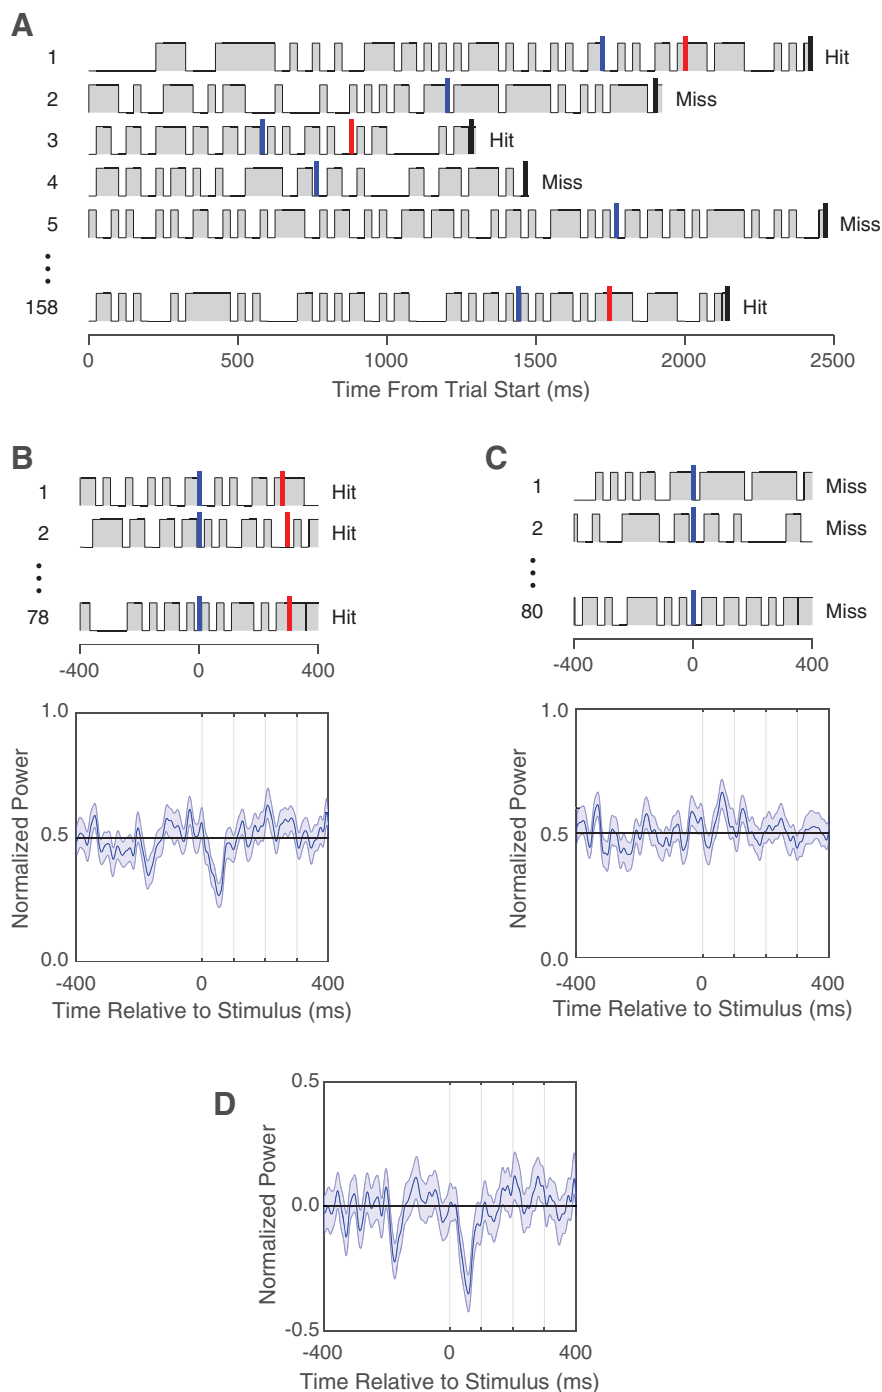 A
1 Hit
2 Miss
3 Hit
4 Miss
5 Miss
158 Hit
0 500 1000 1500 2000 2500
Time From Trial Start (ms)
B
1 Hit
2 Hit
78 Hit
-400 0 400
1.0
0.5
0.0
Normalized Power
-400 0 400
Time Relative to Stimulus (ms)
C
1 Miss
2 Miss
80 Miss
-400 0 400
1.0
0.5
0.0
Normalized Power
-400 0 400
Time Relative to Stimulus (ms)
D
0.5
0.0
-0.5
Normalized Power
-400 0 400
Time Relative to Stimulus (ms)